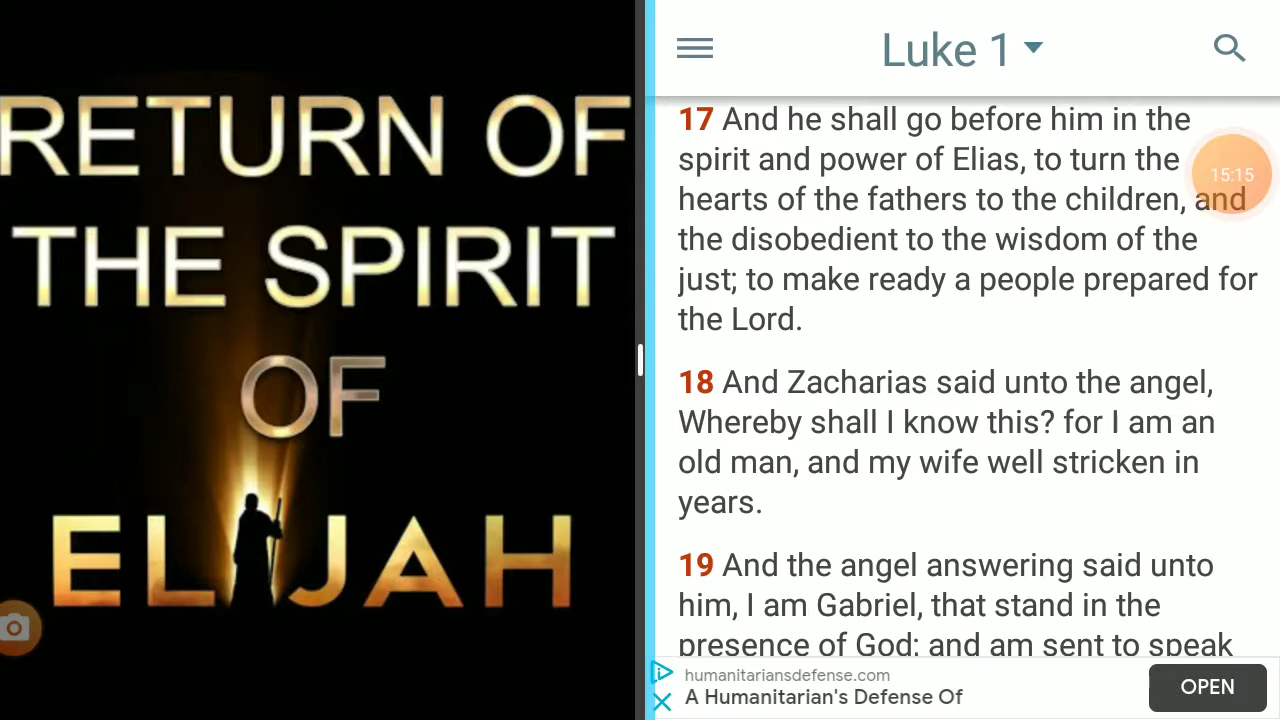 RETURN OF
THE SPIRIT
OF
ELIJAH
Luke 1
17 And he shall go before him in the
spirit and power of Elias, to turn the
hearts of the fathers to the children, and
the disobedient to the wisdom of the
just; to make ready a people prepared for
the Lord.
18 And Zacharias said unto the angel,
Whereby shall I know this? for I am an
old man, and my wife well stricken in
years.
19 And the angel answering said unto
him, I am Gabriel, that stand in the
presence of God; and am sent to speak
15:15
humanitariansdefense.com
A Humanitarian's Defense Of
OPEN